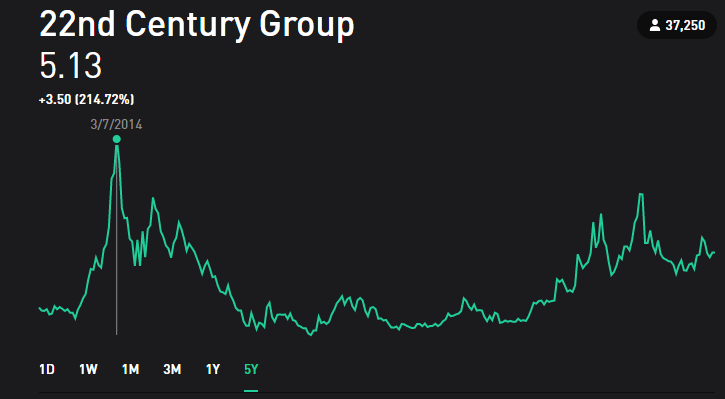 22nd Century Group
37,250
5.13
+3.50 (214.72%)
3/7/2014
1D 1W 1M 3M 1Y 5Y